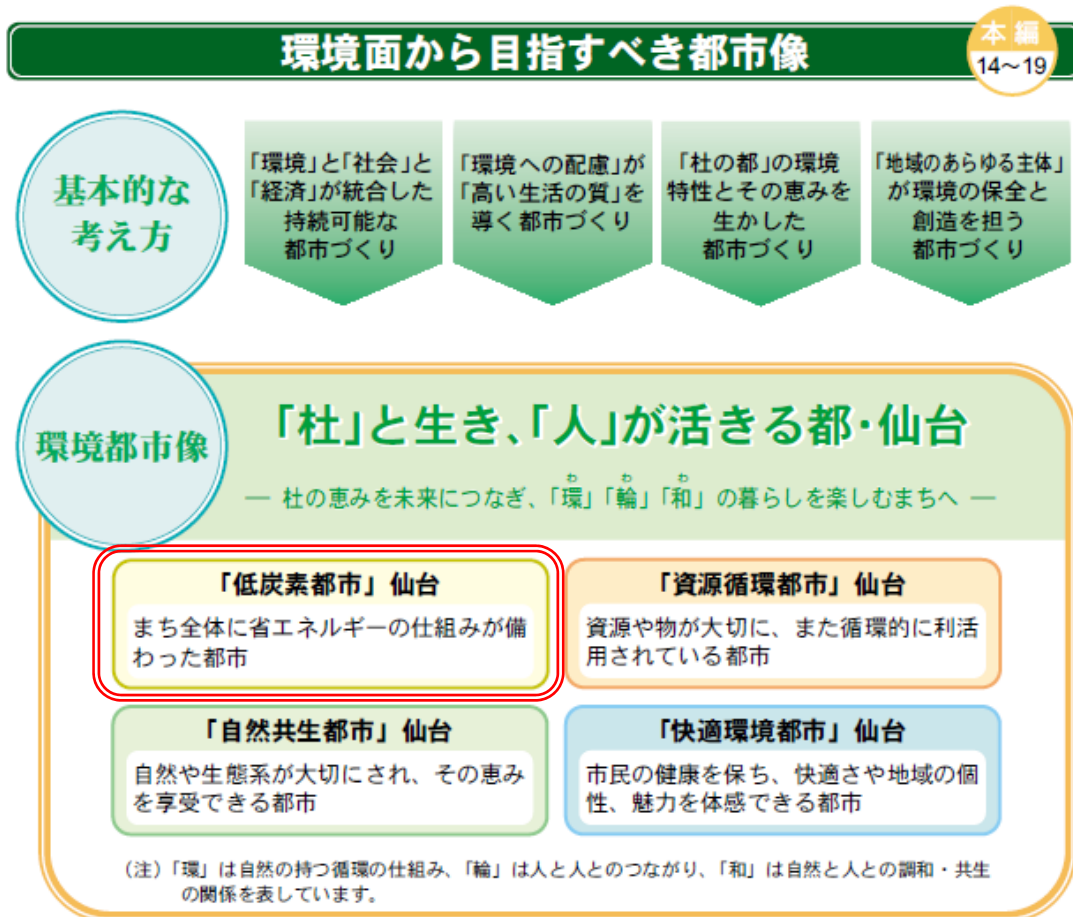 環境面から目指すべき都市像
本編
14～19
基本的な
考え方
「環境」と「社会」と
「経済」が統合した
持続可能な
都市づくり
「環境への配慮」が
「高い生活の質」を
導く都市づくり
「杜の都」の環境
特性とその恵みを
生かした
都市づくり
「地域のあらゆる主体」
が環境の保全と
創造を担う
都市づくり
環境都市像
「杜」と生き、「人」が活きる都・仙台
わ わ わ
― 杜の恵みを未来につなぎ、「環」「輪」「和」の暮らしを楽しむまちへ ―
「低炭素都市」仙台
まち全体に省エネルギーの仕組みが備
わった都市
「資源循環都市」仙台
資源や物が大切に、また循環的に利活
用されている都市
「自然共生都市」仙台
自然や生態系が大切にされ、その恵み
を享受できる都市
「快適環境都市」仙台
市民の健康を保ち、快適さや地域の個
性、魅力を体感できる都市
（注）「環」は自然の持つ循環の仕組み、「輪」は人と人とのつながり、「和」は自然と人との調和・共生
の関係を表しています。